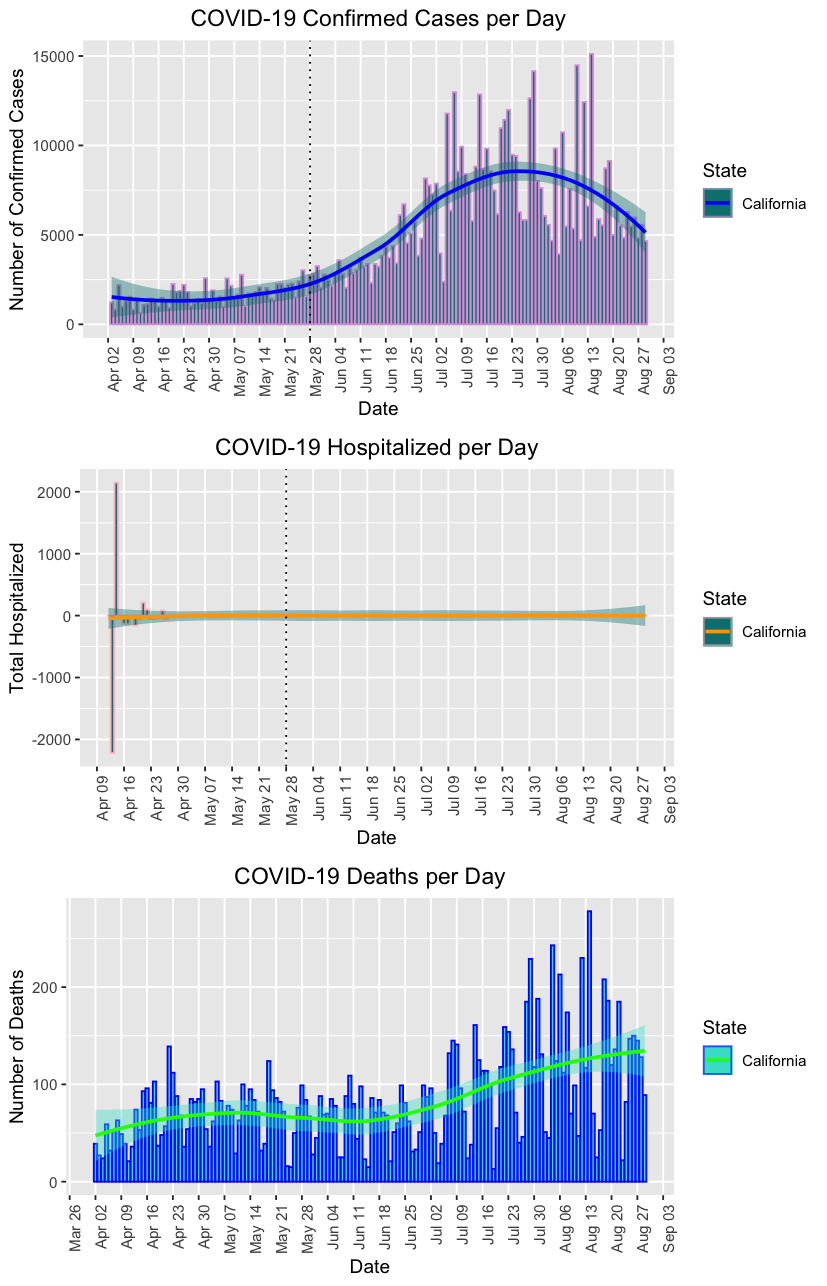 COVID-19 Confirmed Cases per Day
Number of Confirmed Cases
15000
10000
5000
0
Apr 02 Apr 09 Apr 16 Apr 23 Apr 30 May 07 May 14 May 21 May 28 Jun 04 Jun 11 Jun 18 Jun 25 Jul 02 Jul 09 Jul 16 Jul 23 Jul 30 Aug 06 Aug 13 Aug 20 Aug 27 Sep 03
Date
State
California
COVID-19 Hospitalized per Day
Total Hospitalized
2000
1000
0
-1000
-2000
Apr 09 Apr 16 Apr 23 Apr 30 May 07 May 14 May 21 May 28 Jun 04 Jun 11 Jun 18 Jun 25 Jul 02 Jul 09 Jul 16 Jul 23 Jul 30 Aug 06 Aug 13 Aug 20 Aug 27 Sep 03
Date
State
California
COVID-19 Deaths per Day
Number of Deaths
200
100
0
Mar 26 Apr 02 Apr 09 Apr 16 Apr 23 Apr 30 May 07 May 14 May 21 May 28 Jun 04 Jun 11 Jun 18 Jun 25 Jul 02 Jul 09 Jul 16 Jul 23 Jul 30 Aug 06 Aug 13 Aug 20 Aug 27 Sep 03
Date
State
California